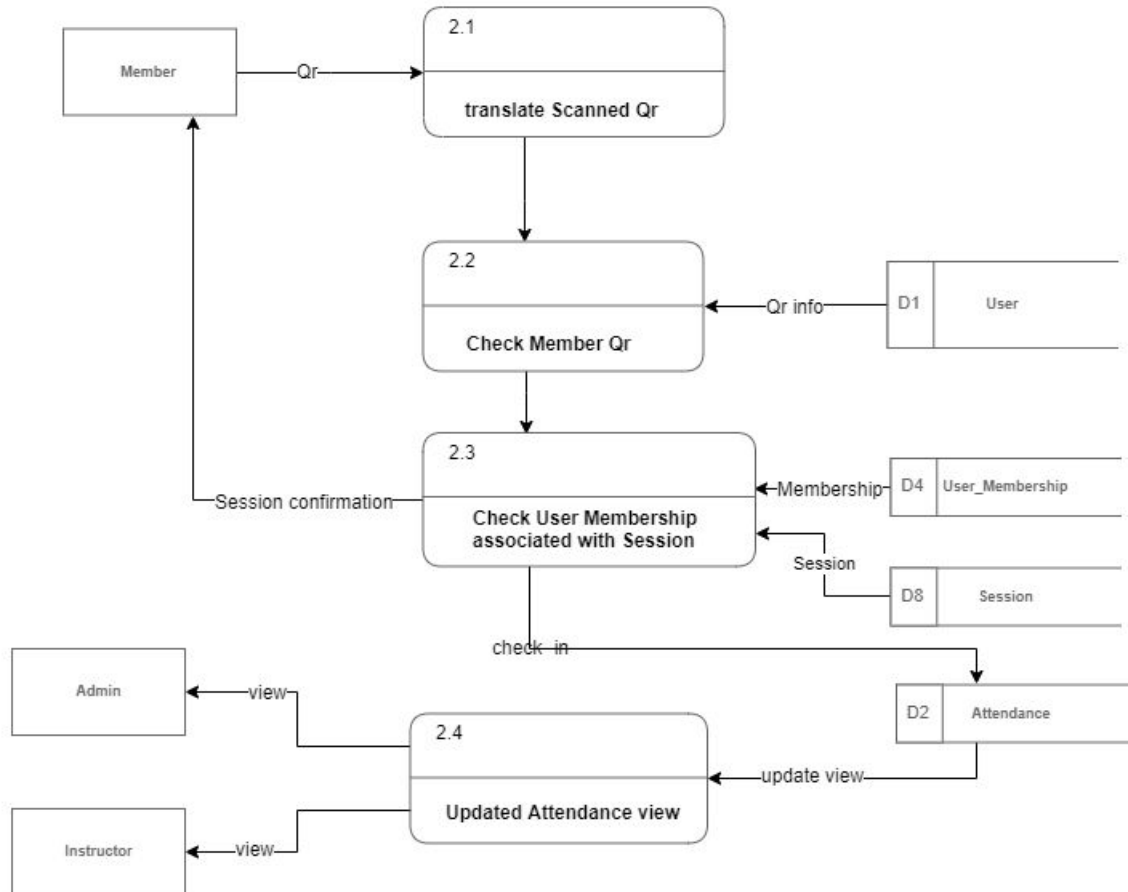 2.1
Member
Qr
translate Scanned Qr
2.2
D1
User
Qr info
Check Member Qr
2.3
Membership
D4
User_Membership
Session confirmation
Check User Membership
associated with Session
Session
D8
Session
check in
Admin
view
D2
Attendance
2.4
update view
Updated Attendance view
Instructor
view